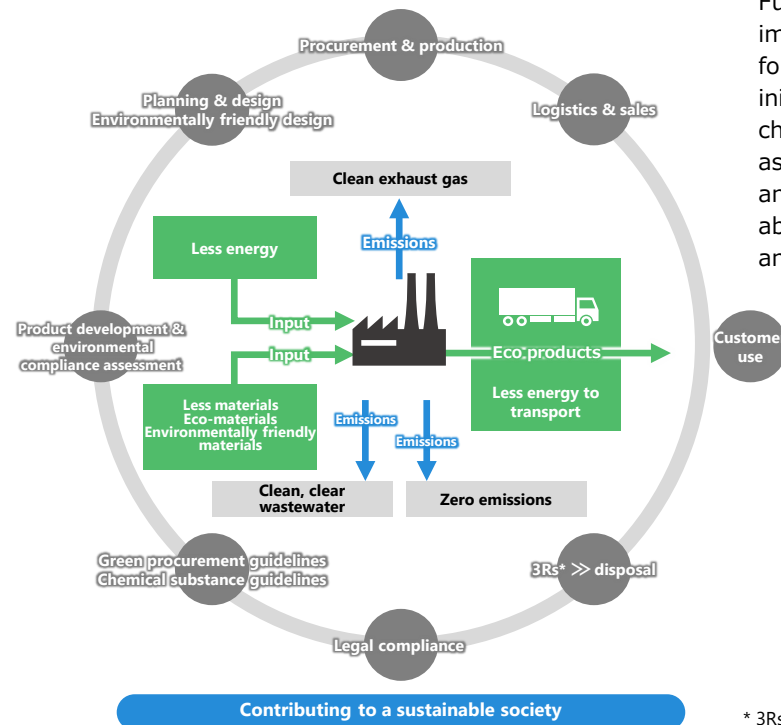 Procurement & production
Planning & design
Environmentally friendly design
Logistics & sales
Clean exhaust gas
Less energy
Emissions
Input
Input
Eco products
Less energy to
transport
Product development &
environmental
compliance assessment
Customer
use
Less materials
Eco-materials
Environmentally friendly
materials
Emissions
Emissions
Clean, clear
wastewater
Zero emissions
Green procurement guidelines
Chemical substance guidelines
3Rs* ≫ disposal
Legal compliance
Contributing to a sustainable society
* 3Rs